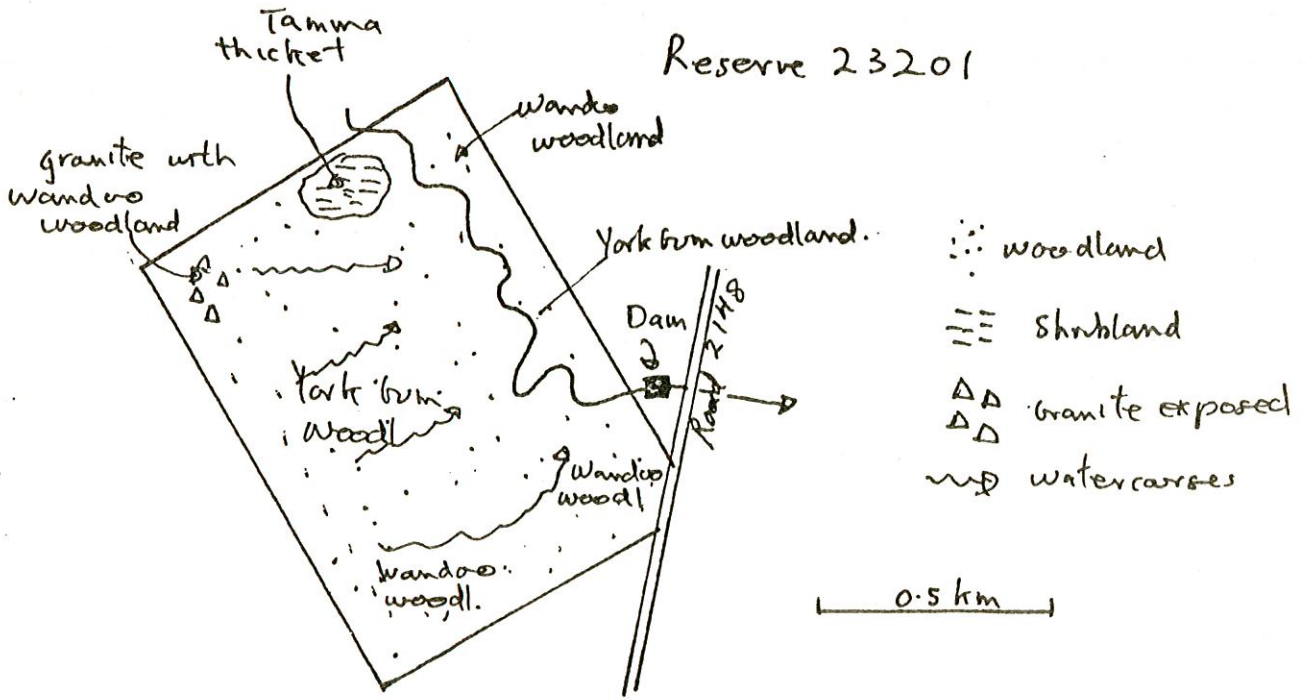 Tamma
thicket
Reserve 23201
granite with
wandoo
woodland
wandoo
woodland
York Gum woodland.
Dam
Road 2148
York Gum
woodl
wandoo
woodl
wandoo
woodl.
woodland
Shrubland
Granite exposed
watercourses
0.5 km